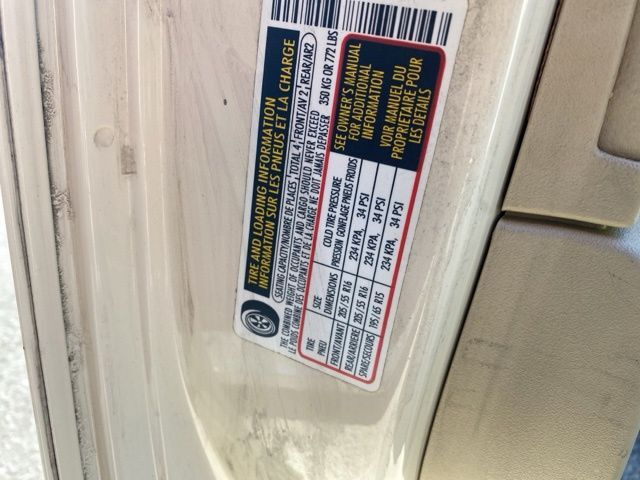 TIRE AND LOADING INFORMATION
INFORMATION SUR LES PNEUS ET LA CHARGE
SEATING CAPACITY/NOMBRE DE PLACES TOTAL 4 FRONT/AV 2 REAR/AR2
THE COMBINED WEIGHT OF OCCUPANTS AND CARGO SHOULD NEVER EXCEED 350 KG OR 772 LBS
LE POIDS COMBINE DES OCCUPANTS ET DE LA CHARGE NE DOIT JAMAIS DEPASSER
TIRE SIZE COLD TIRE PRESSURE
PNEU DIMENSIONS PRESSION GONFLAGE PNEUS FROIDS
FRONT/AVANT 205/55 R16 234 KPA, 34 PSI
REAR/ARRIERE 205/55 R16 234 KPA, 34 PSI
SPARE/SECOURS 195/65 R15 234 KPA, 34 PSI
SEE OWNER'S MANUAL
FOR ADDITIONAL
INFORMATION
VOIR MANUEL DU
PROPRIETAIRE POUR
LES DETAILS